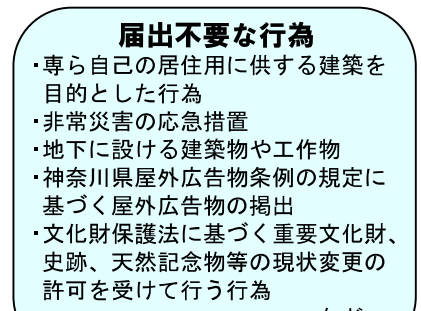 届出不要な行為
・専ら自己の居住用に供する建築を
目的とした行為
・非常災害の応急措置
・地下に設ける建築物や工作物
・神奈川県屋外広告物条例の規定に
基づく屋外広告物の掲出
・文化財保護法に基づく重要文化財、
史跡、天然記念物等の現状変更の
許可を受けて行う行為